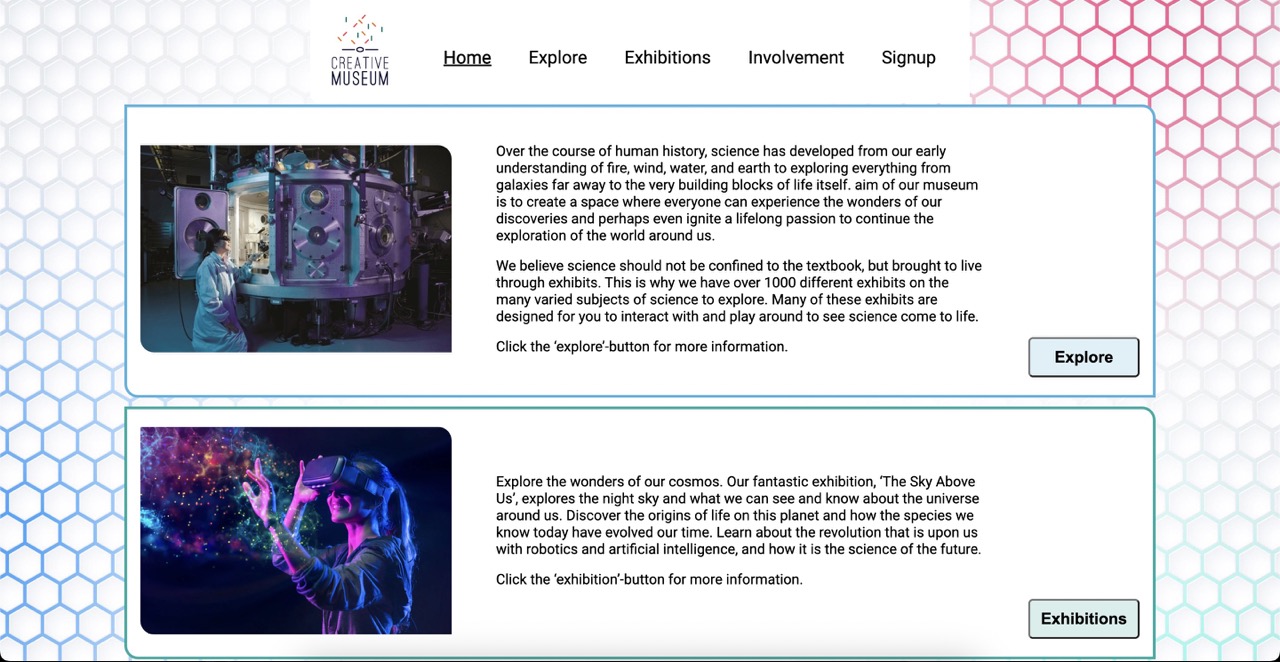 CREATIVE
MUSEUM
Home Explore Exhibitions Involvement Signup
Over the course of human history, science has developed from our early
understanding of fire, wind, water, and earth to exploring everything from
galaxies far away to the very building blocks of life itself. aim of our museum
is to create a space where everyone can experience the wonders of our
discoveries and perhaps even ignite a lifelong passion to continue the
exploration of the world around us.
We believe science should not be confined to the textbook, but brought to live
through exhibits. This is why we have over 1000 different exhibits on the
many varied subjects of science to explore. Many of these exhibits are
designed for you to interact with and play around to see science come to life.
Click the ‘explore’-button for more information.
Explore
Explore the wonders of our cosmos. Our fantastic exhibition, ‘The Sky Above
Us’, explores the night sky and what we can see and know about the universe
around us. Discover the origins of life on this planet and how the species we
know today have evolved our time. Learn about the revolution that is upon us
with robotics and artificial intelligence, and how it is the science of the future.
Click the ‘exhibition’-button for more information.
Exhibitions